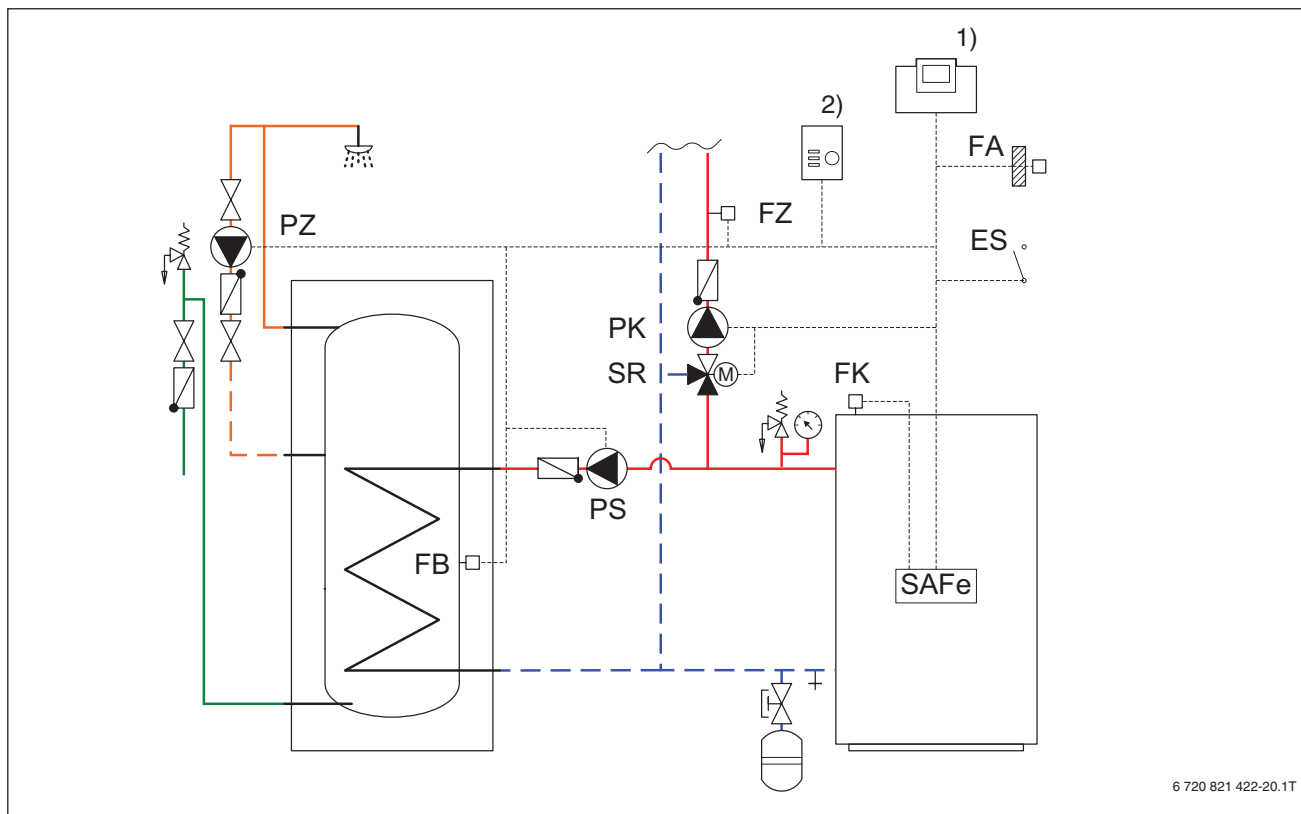 1)
2)
FA
PZ
FZ
ES
PK
SR
M
FK
PS
FB
SAFe
6 720 821 422-20.1T